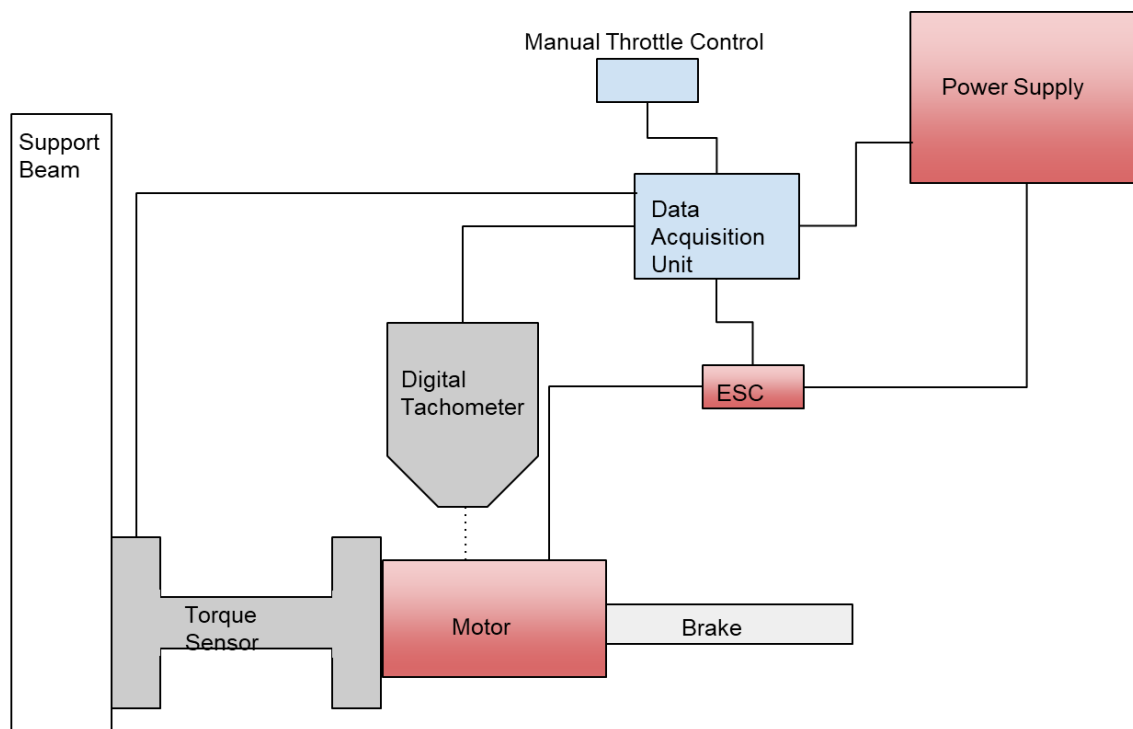 Manual Throttle Control
Power Supply
Support
Beam
Data
Acquisition
Unit
Digital
Tachometer
ESC
Torque
Sensor
Motor
Brake